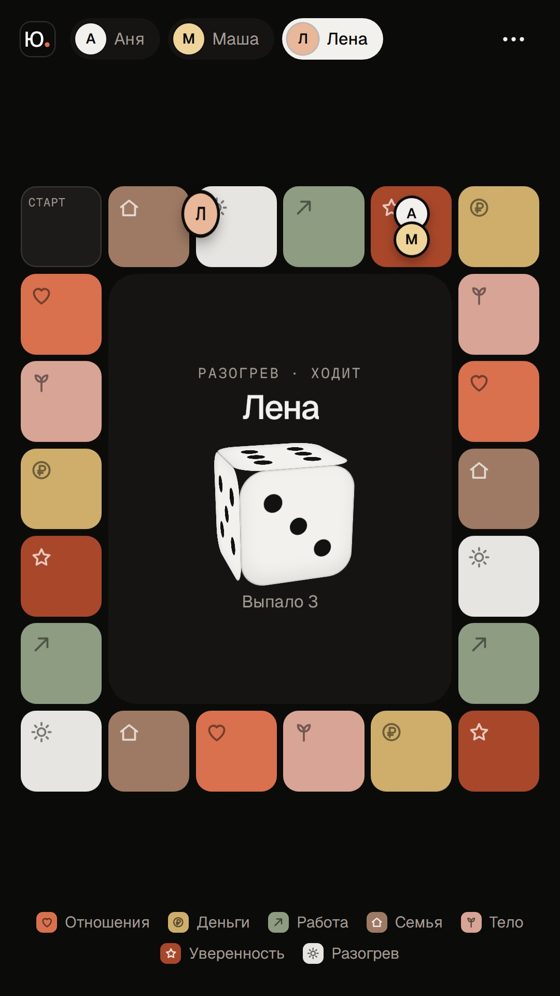 Ю.
А Аня
М Маша
Л Лена
СТАРТ
Л
А
М
РАЗОГРЕВ · ХОДИТ
Лена
Выпало 3
Отношения
Деньги
Работа
Семья
Тело
Уверенность
Разогрев